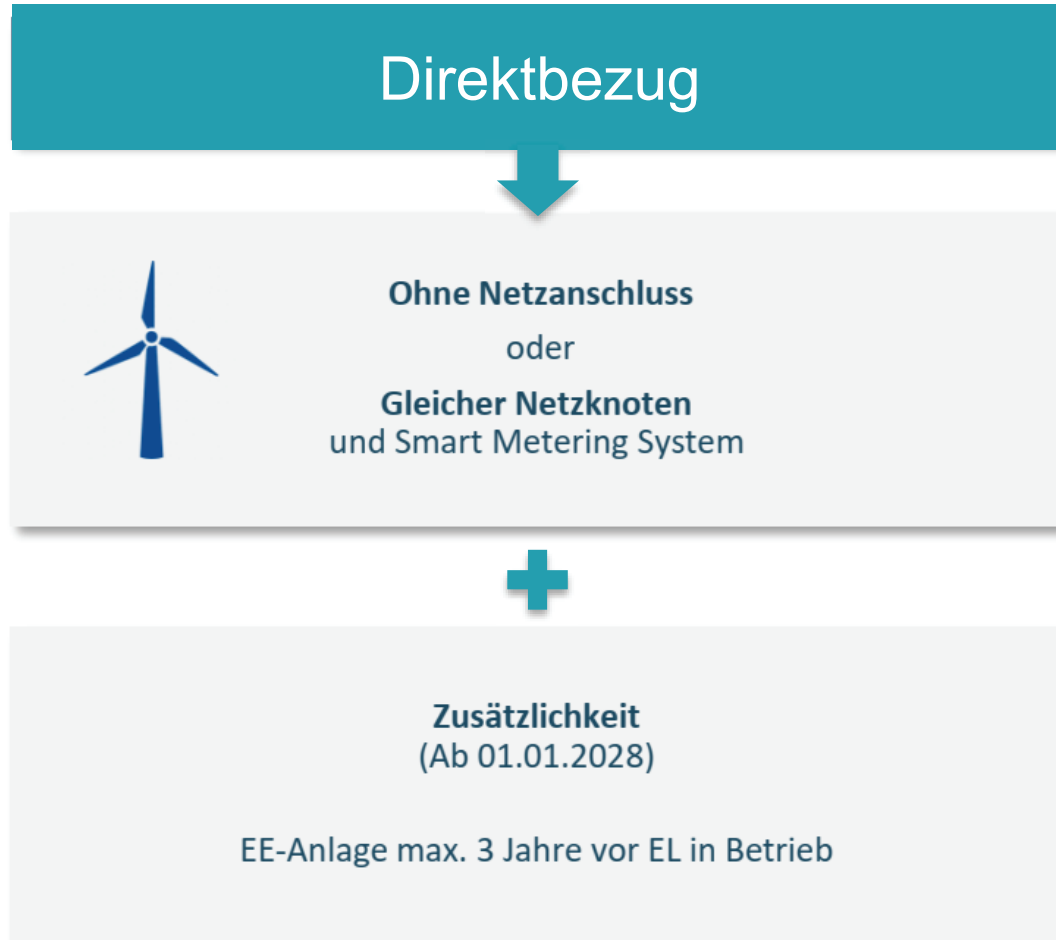 Direktbezug
Ohne Netzanschluss
oder
Gleicher Netzknoten
und Smart Metering System
Zusätzlichkeit
(Ab 01.01.2028)
EE-Anlage max. 3 Jahre vor EL in Betrieb